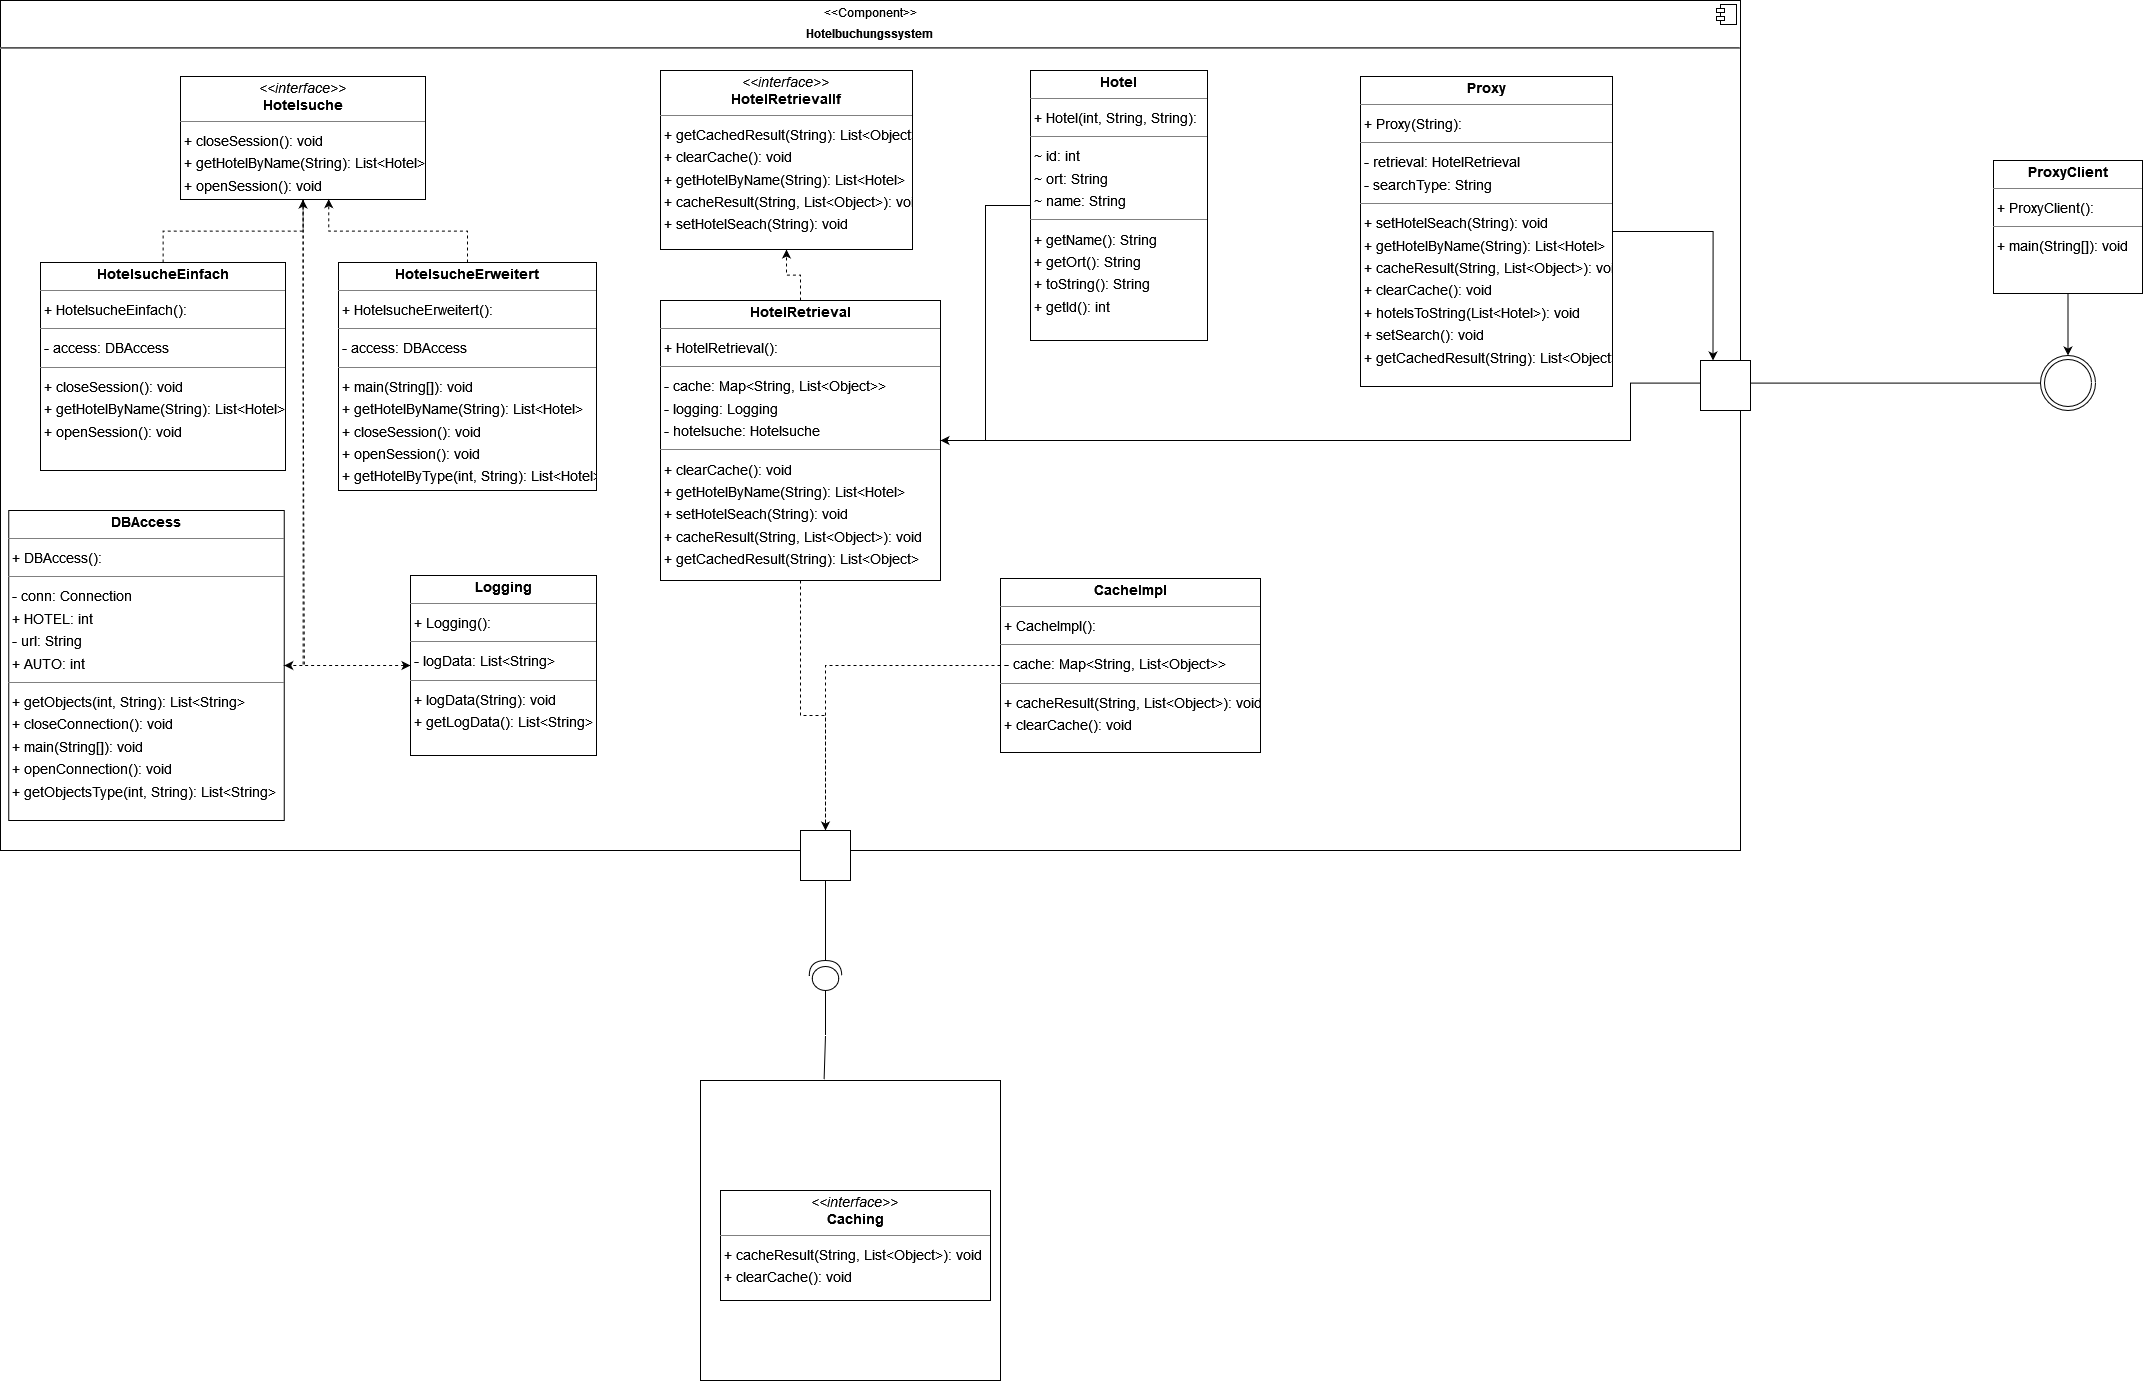 <<Component>>
Hotelbuchungssystem
<<interface>>
Hotelsuche
+ closeSession(): void
+ getHotelByName(String): List<Hotel>
+ openSession(): void
<<interface>>
HotelRetrievalIf
+ getCachedResult(String): List<Object
+ clearCache(): void
+ getHotelByName(String): List<Hotel>
+ cacheResult(String, List<Object>): vo
+ setHotelSeach(String): void
Hotel
+ Hotel(int, String, String):
~ id: int
~ ort: String
~ name: String
+ getName(): String
+ getOrt(): String
+ toString(): String
+ getId(): int
Proxy
+ Proxy(String):
- retrieval: HotelRetrieval
- searchType: String
+ setHotelSeach(String): void
+ getHotelByName(String): List<Hotel>
+ cacheResult(String, List<Object>): vo
+ clearCache(): void
+ hotelsToString(List<Hotel>): void
+ setSearch(): void
+ getCachedResult(String): List<Object
ProxyClient
+ ProxyClient():
+ main(String[]): void
HotelsucheEinfach
+ HotelsucheEinfach():
- access: DBAccess
+ closeSession(): void
+ getHotelByName(String): List<Hotel>
+ openSession(): void
HotelsucheErweitert
+ HotelsucheErweitert():
- access: DBAccess
+ main(String[]): void
+ getHotelByName(String): List<Hotel>
+ closeSession(): void
+ openSession(): void
+ getHotelByType(int, String): List<Hotel>
HotelRetrieval
+ HotelRetrieval():
- cache: Map<String, List<Object>>
- logging: Logging
- hotelsuche: Hotelsuche
+ clearCache(): void
+ getHotelByName(String): List<Hotel>
+ setHotelSeach(String): void
+ cacheResult(String, List<Object>): void
+ getCachedResult(String): List<Object>
DBAccess
+ DBAccess():
- conn: Connection
+ HOTEL: int
- url: String
+ AUTO: int
+ getObjects(int, String): List<String>
+ closeConnection(): void
+ main(String[]): void
+ openConnection(): void
+ getObjectsType(int, String): List<String>
Logging
+ Logging():
- logData: List<String>
+ logData(String): void
+ getLogData(): List<String>
CacheImpl
+ CacheImpl():
- cache: Map<String, List<Object>>
+ cacheResult(String, List<Object>): void
+ clearCache(): void
<<interface>>
Caching
+ cacheResult(String, List<Object>): void
+ clearCache(): void